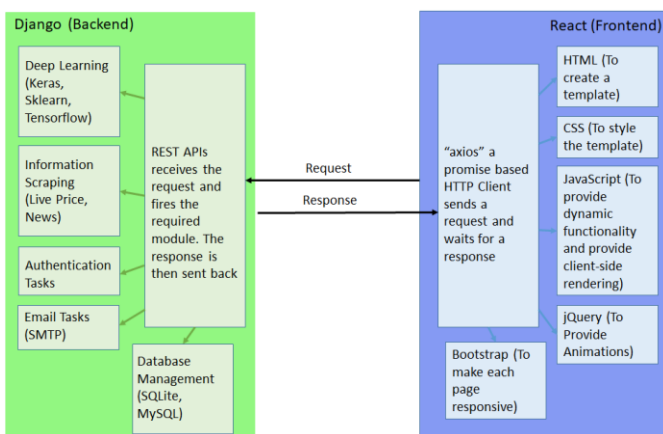 Django (Backend)
Deep Learning
(Keras,
Sklearn,
Tensorflow)
Information
Scraping
(Live Price,
News)
Authentication
Tasks
Email Tasks
(SMTP)
REST APIs
receives the
request and
fires the
required
module. The
response is
then sent back
Database
Management
(SQLite,
MySQL)
Request
Response
React (Frontend)
“axios” a
promise based
HTTP Client
sends a
request and
waits for a
response
HTML (To
create a
template)
CSS (To style
the template)
JavaScript (To
provide
dynamic
functionality
and provide
client-side
rendering)
jQuery (To
Provide
Animations)
Bootstrap (To
make each
page
responsive)